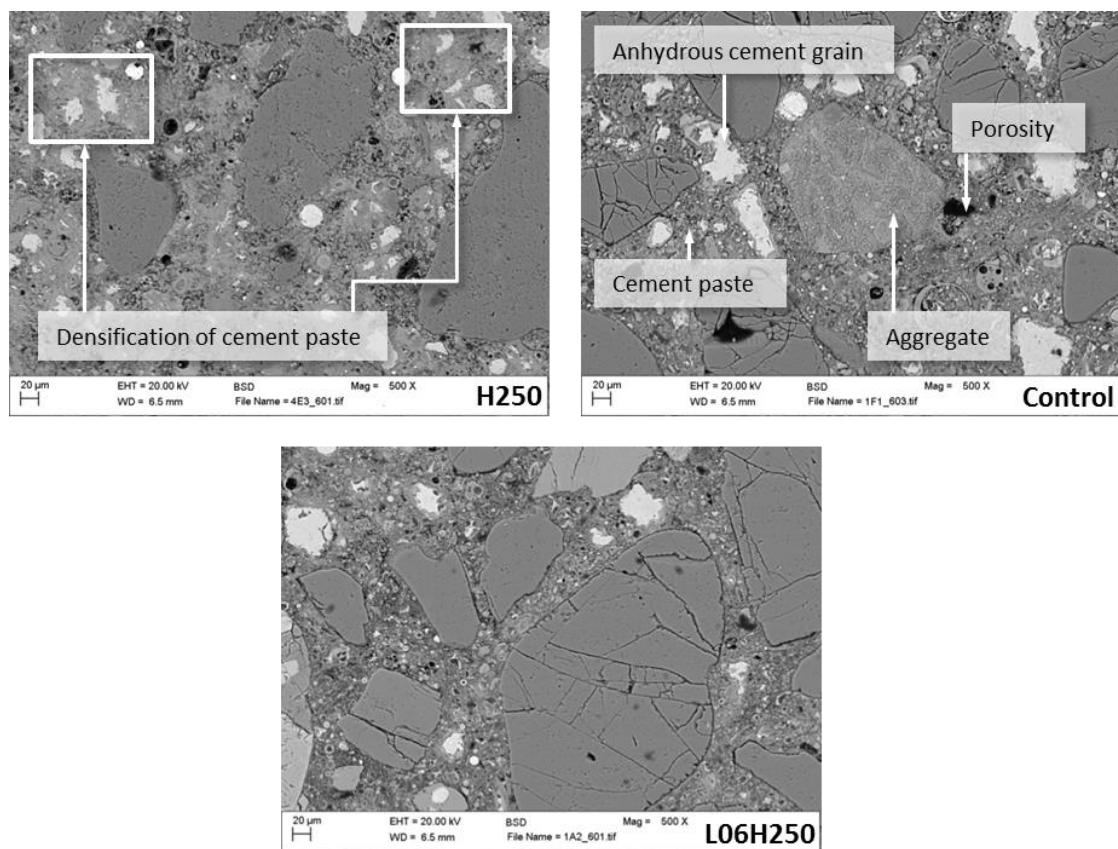 Densification of cement paste
20 µm
EHT = 20.00 kV
BSD
Mag = 500 X
WD = 6.5 mm
File Name = 4E3_601.tif
H250
Anhydrous cement grain
Porosity
Cement paste
Aggregate
20 µm
EHT = 20.00 kV
BSD
Mag = 500 X
WD = 6.5 mm
File Name = 1F1_603.tif
Control
20 µm
EHT = 20.00 kV
BSD
Mag = 500 X
WD = 6.5 mm
File Name = 1A2_601.tif
L06H250